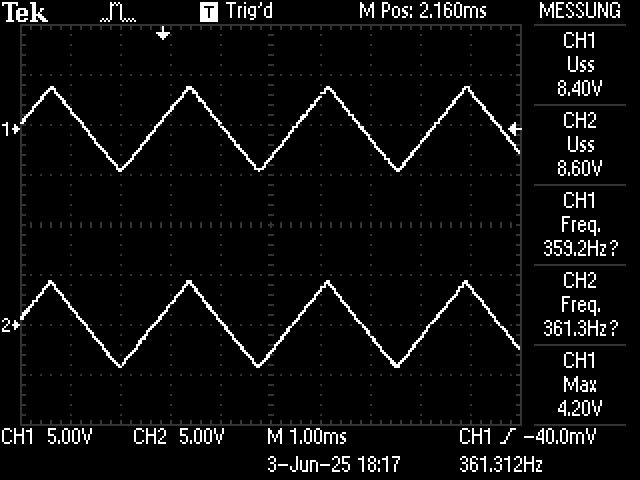 Tek T Trig'd M Pos: 2.160ms MESSUNG
CH1
Uss
8.40V
CH2
Uss
8.60V
CH1
Freq.
359.2Hz?
CH2
Freq.
361.3Hz?
CH1
Max
4.20V
1
2
CH1 5.00V CH2 5.00V M 1.00ms CH1 -40.0mV
3-Jun-25 18:17 361.312Hz